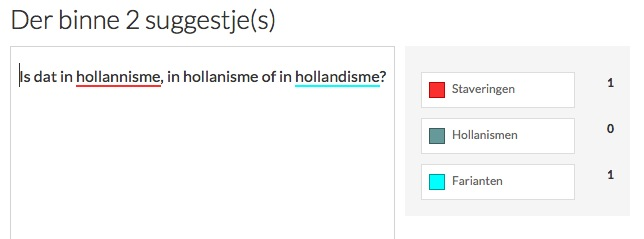 Der binne 2 suggestje(s)
Is dat in hollannisme, in hollanisme of in hollandisme?
Staveringen 1
Hollanismen 0
Farianten 1